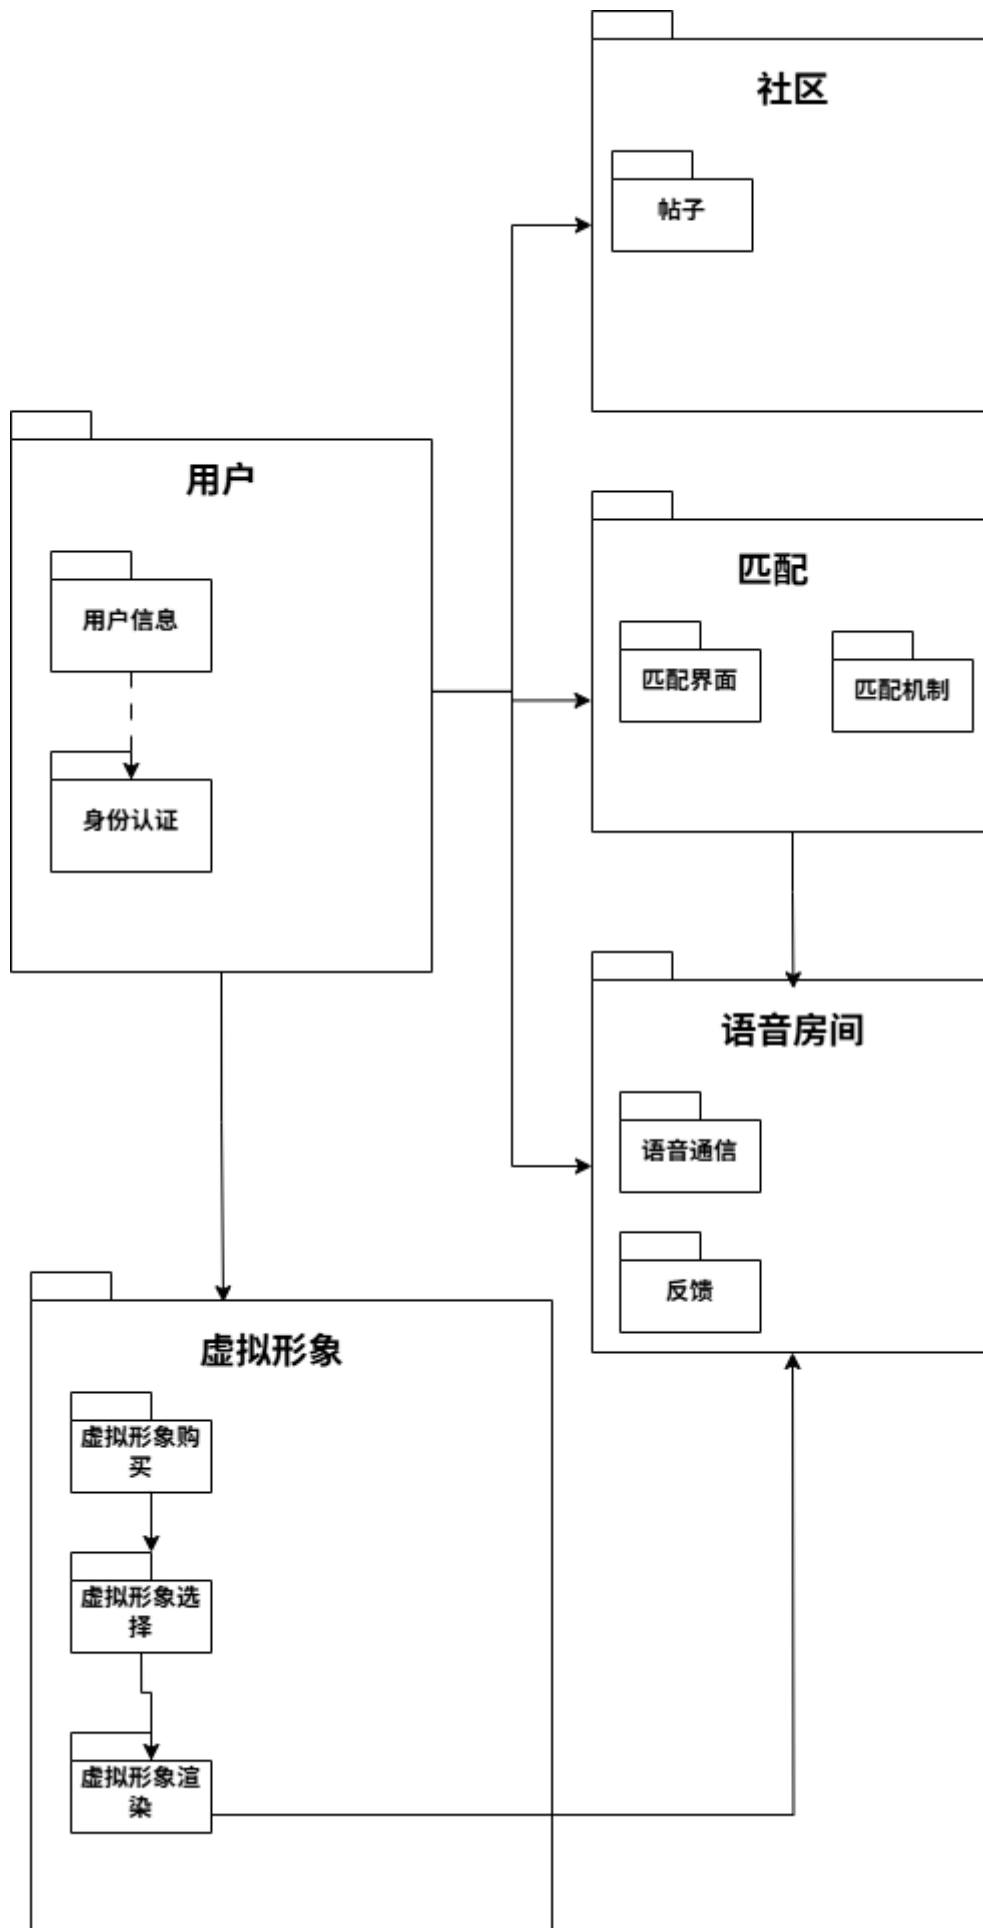 社区
帖子
用户
用户信息
身份认证
匹配
匹配界面
匹配机制
语音房间
语音通信
反馈
虚拟形象
虚拟形象购
买
虚拟形象选
择
虚拟形象渲
染